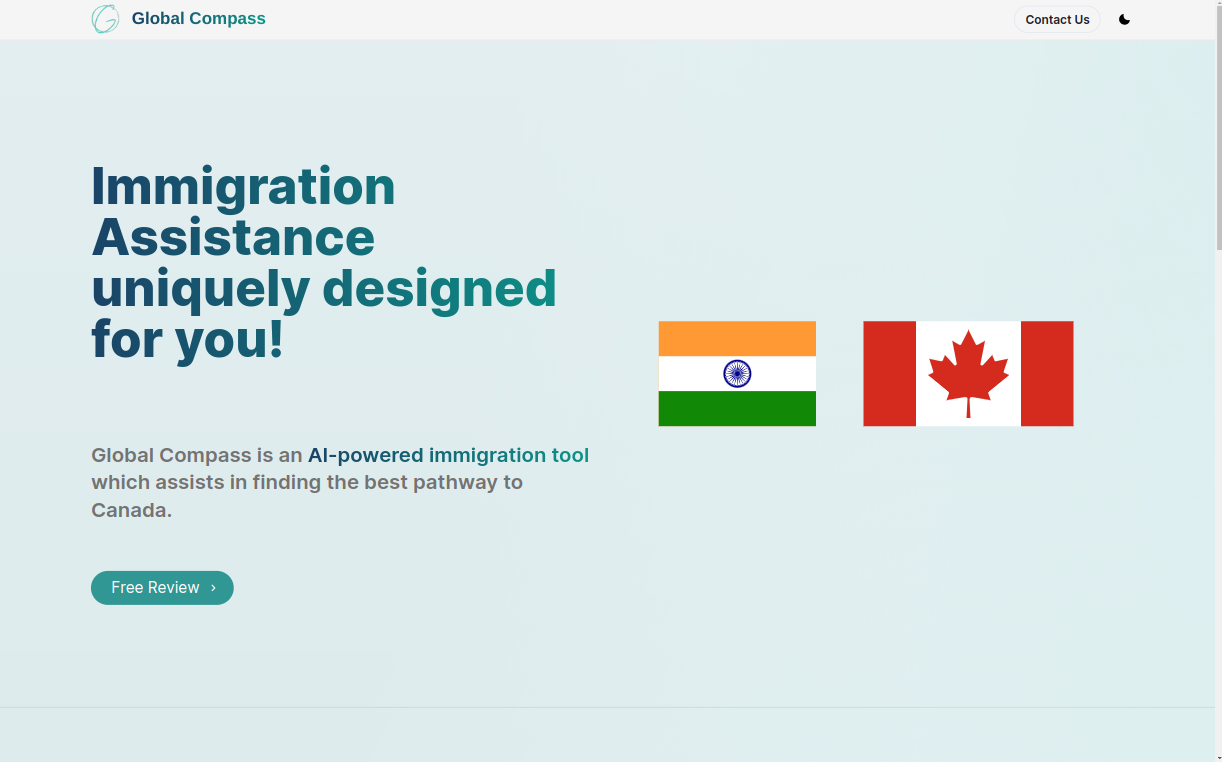 Global Compass
Contact Us
Immigration
Assistance
uniquely designed
for you!
Global Compass is an AI-powered immigration tool
which assists in finding the best pathway to
Canada.
Free Review